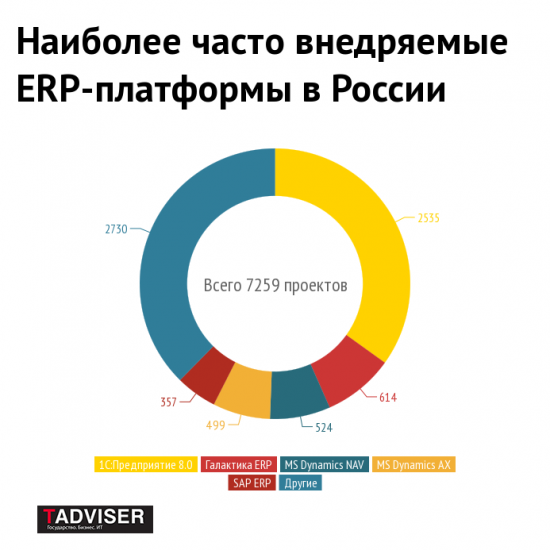 Наиболее часто внедряемые
ERP-платформы в России
2535
2730
Всего 7259 проектов
614
357
499
524
1С:Предприятие 8.0
Галактика ERP
MS Dynamics NAV
MS Dynamics AX
SAP ERP
Другие
TADVISER
Государство. Бизнес. ИТ